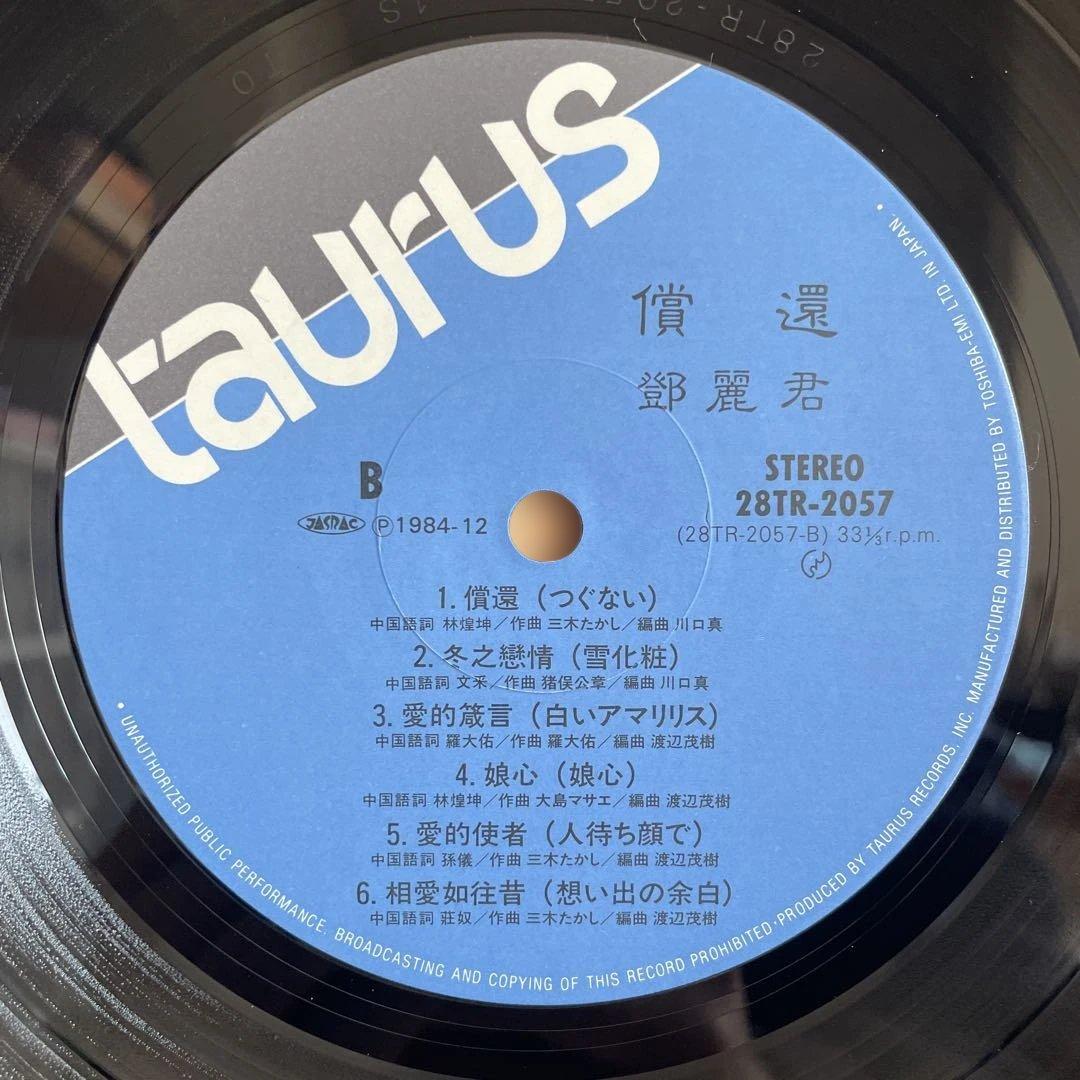 28TR-2057
1S
TO
taurus
償 還
鄧麗君
B
STEREO
28TR-2057
JASRAC Ⓟ1984-12
(28TR-2057-B) 33⅓r.p.m.
1. 償還 (つぐない)
中国語詞 林煌坤／作曲 三木たかし／編曲 川口真
2. 冬之戀情 (雪化粧)
中国語詞 文采／作曲 猪俣公章／編曲 川口真
3. 愛的箴言 (白いアマリリス)
中国語詞 羅大佑／作曲 羅大佑／編曲 渡辺茂樹
4. 娘心 (娘心)
中国語詞 林煌坤／作曲 大島マサエ／編曲 渡辺茂樹
5. 愛的使者 (人待ち顔で)
中国語詞 孫儀／作曲 三木たかし／編曲 渡辺茂樹
6. 相愛如往昔 (想い出の余白)
中国語詞 莊奴／作曲 三木たかし／編曲 渡辺茂樹
• UNAUTHORIZED PUBLIC PERFORMANCE, BROADCASTING AND COPYING OF THIS RECORD PROHIBITED•PRODUCED BY TAURUS RECORDS, INC. MANUFACTURED AND DISTRIBUTED BY TOSHIBA-EMI LTD. IN JAPAN. •